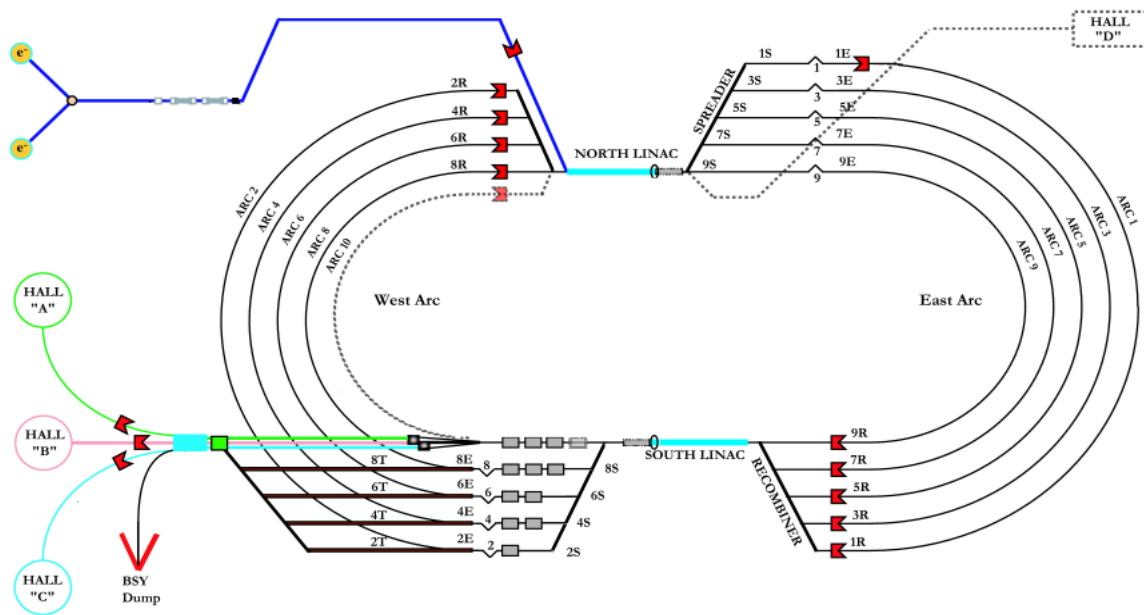 HALL
"D"
e-
e-
2R
4R
6R
8R
1S
1E
1
3S
3E
3
5S
5E
5
7S
7E
7
9S
9E
9
SPREADER
NORTH LINAC
ARC 2
ARC 4
ARC 6
ARC 8
ARC 10
ARC 1
ARC 3
ARC 5
ARC 7
ARC 9
West Arc
East Arc
HALL
"A"
HALL
"B"
HALL
"C"
BSY
Dump
8T
8E
8
8S
6T
6E
6
6S
4T
4E
4
4S
2T
2E
2
2S
SOUTH LINAC
RECOMBINER
9R
7R
5R
3R
1R